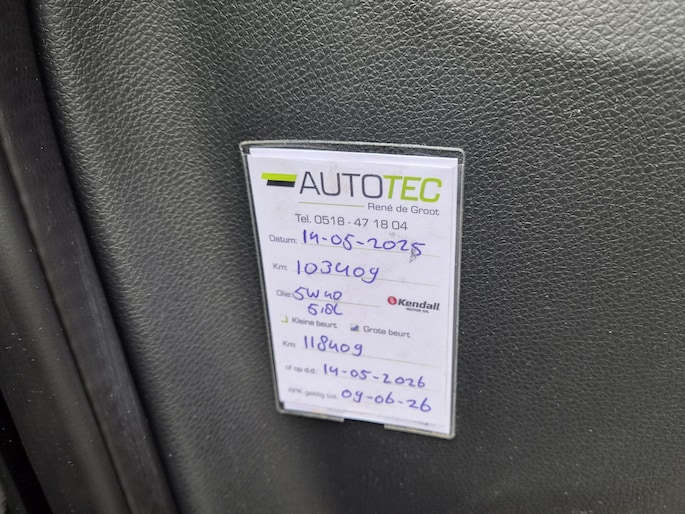 AUTOTEC
René de Groot
Tel. 0518 - 47 18 04
Datum: 14-05-2025
Km: 103409
Olie: 5W40 Kendall
MOTOR OIL
5,8L
Kleine beurt Grote beurt
Km: 118409
of op d.d.: 14-05-2026
APK geldig tot: 09-06-26